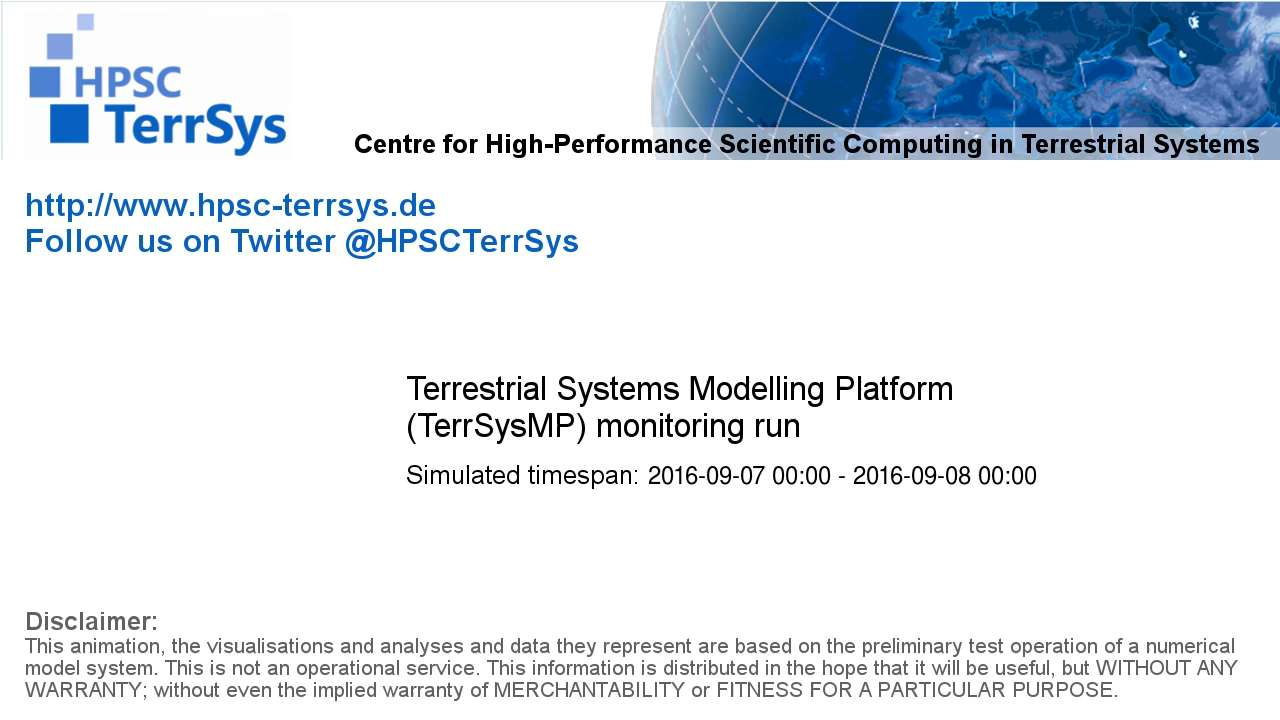 HPSC
TerrSys
Centre for High-Performance Scientific Computing in Terrestrial Systems
http://www.hpsc-terrsys.de
Follow us on Twitter @HPSCTerrSys
Terrestrial Systems Modelling Platform
(TerrSysMP) monitoring run
Simulated timespan: 2016-09-07 00:00 - 2016-09-08 00:00
Disclaimer:
This animation, the visualisations and analyses and data they represent are based on the preliminary test operation of a numerical
model system. This is not an operational service. This information is distributed in the hope that it will be useful, but WITHOUT ANY
WARRANTY; without even the implied warranty of MERCHANTABILITY or FITNESS FOR A PARTICULAR PURPOSE.